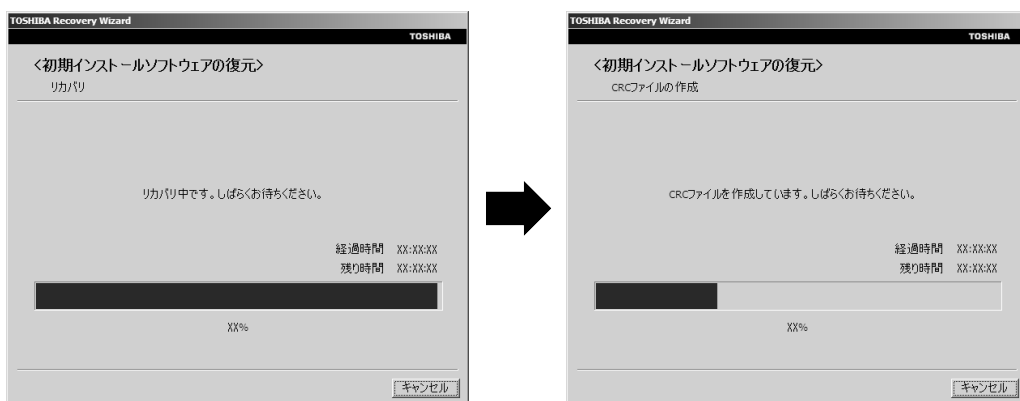 TOSHIBA Recovery Wizard
TOSHIBA
<初期インストールソフトウェアの復元>
リカバリ
リカバリ中です。しばらくお待ちください。
経過時間 XX:XX:XX
残り時間 XX:XX:XX
XX%
キャンセル
TOSHIBA Recovery Wizard
TOSHIBA
<初期インストールソフトウェアの復元>
CRCファイルの作成
CRCファイルを作成しています。しばらくお待ちください。
経過時間 XX:XX:XX
残り時間 XX:XX:XX
XX%
キャンセル